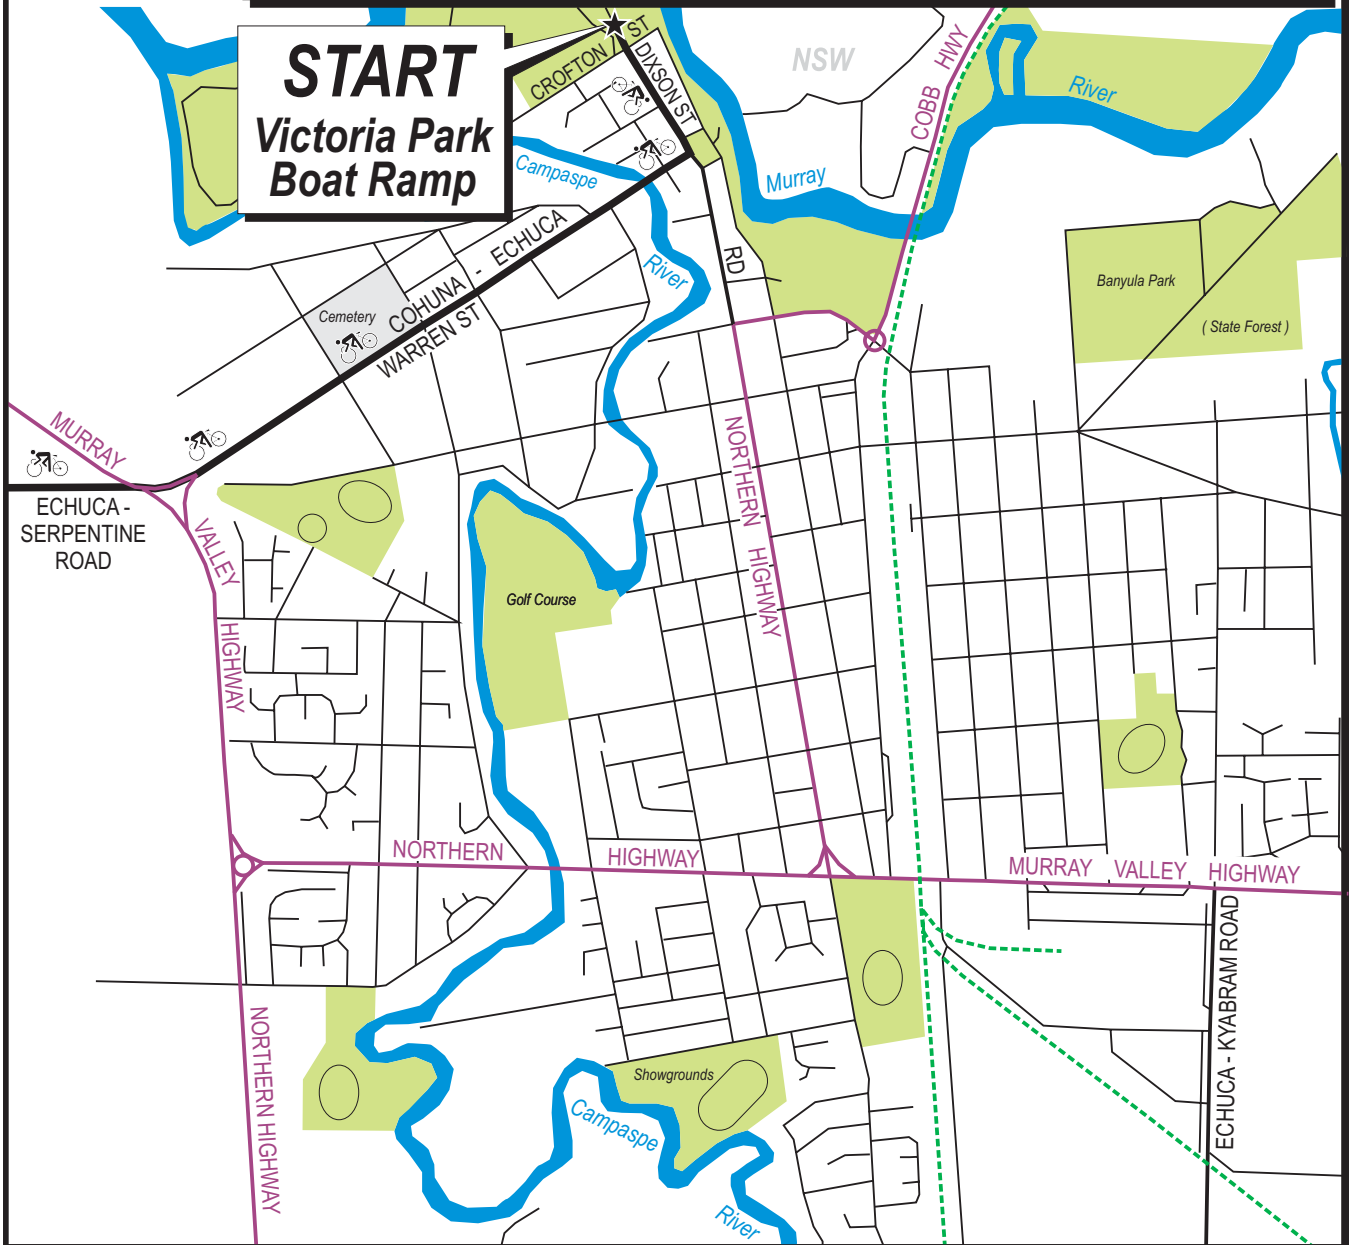 START
Victoria Park
Boat Ramp
CROFTON ST
DIXSON ST
NSW
COBB HWY
River
Murray
Campaspe
River
RD
COHUNA - ECHUCA
WARREN ST
Cemetery
Banyula Park
( State Forest )
MURRAY
VALLEY
HIGHWAY
ECHUCA -
SERPENTINE
ROAD
NORTHERN
HIGHWAY
Golf Course
NORTHERN HIGHWAY
MURRAY VALLEY HIGHWAY
NORTHERN HIGHWAY
ECHUCA - KYABRAM ROAD
Showgrounds
Campaspe
River